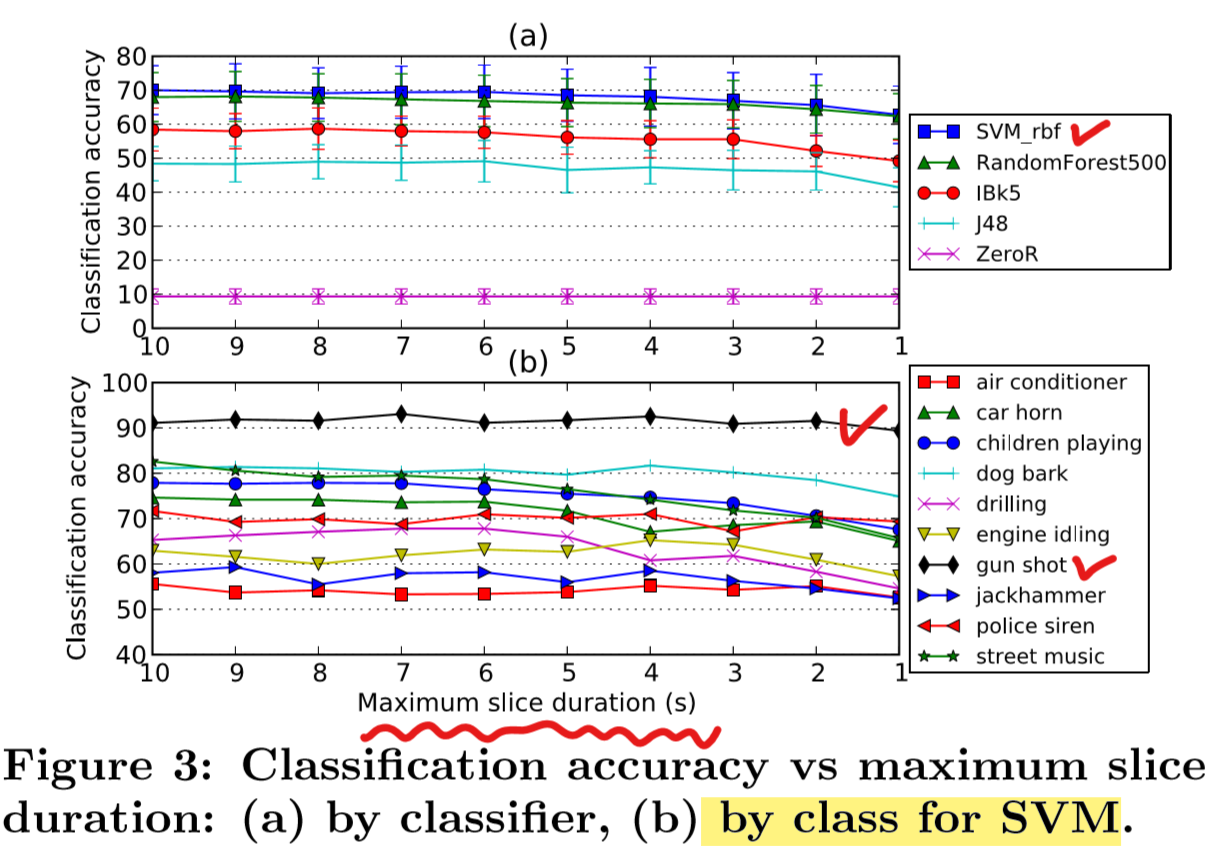 (a)
Classification accuracy
80
70
60
50
40
30
20
10
0
10 9 8 7 6 5 4 3 2 1
SVM_rbf
RandomForest500
IBk5
J48
ZeroR
(b)
Classification accuracy
100
90
80
70
60
50
40
10 9 8 7 6 5 4 3 2 1
Maximum slice duration (s)
air conditioner
car horn
children playing
dog bark
drilling
engine idling
gun shot
jackhammer
police siren
street music
Figure 3: Classification accuracy vs maximum slice
duration: (a) by classifier, (b) by class for SVM.